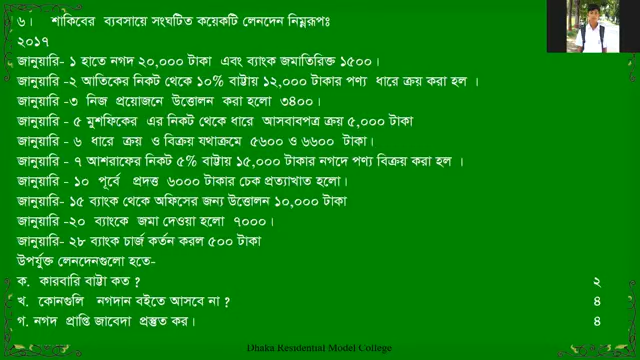 ৬। শাকিবের ব্যবসায়ে সংঘটিত কয়েকটি লেনদেন নিম্নরূপঃ
২০১৭
জানুয়ারি- ১ হাতে নগদ ২০,০০০ টাকা এবং ব্যাংক জমাতিরিক্ত ১৫০০।
জানুয়ারি -২ আতিকের নিকট থেকে ১০% বাট্টায় ১২,০০০ টাকার পণ্য ধারে ক্রয় করা হল ।
জানুয়ারি -৩ নিজ প্রয়োজনে উত্তোলন করা হলো ৩৪০০।
জানুয়ারি - ৫ মুশফিকের এর নিকট থেকে ধারে আসবাবপত্র ক্রয় ৫,০০০ টাকা
জানুয়ারি - ৬ ধারে ক্রয় ও বিক্রয় যথাক্রমে ৫৬০০ ও ৬৬০০ টাকা।
জানুয়ারি - ৭ আশরাফের নিকট ৫% বাট্টায় ১৫,০০০ টাকার নগদে পণ্য বিক্রয় করা হল ।
জানুয়ারি - ১০ পূর্বে প্রদত্ত ৬০০০ টাকার চেক প্রত্যাখাত হলো।
জানুয়ারি- ১৫ ব্যাংক থেকে অফিসের জন্য উত্তোলন ১০,০০০ টাকা
জানুয়ারি -২০ ব্যাংকে জমা দেওয়া হলো ৭০০০।
জানুয়ারি- ২৮ ব্যাংক চার্জ কর্তন করল ৫০০ টাকা
উপর্যুক্ত লেনদেনগুলো হতে-
ক. কারবারি বাট্টা কত ? ২
খ. কোনগুলি নগদান বইতে আসবে না ? ৪
গ. নগদ প্রাপ্তি জাবেদা প্রস্তুত কর। ৪
Dhaka Residential Model College